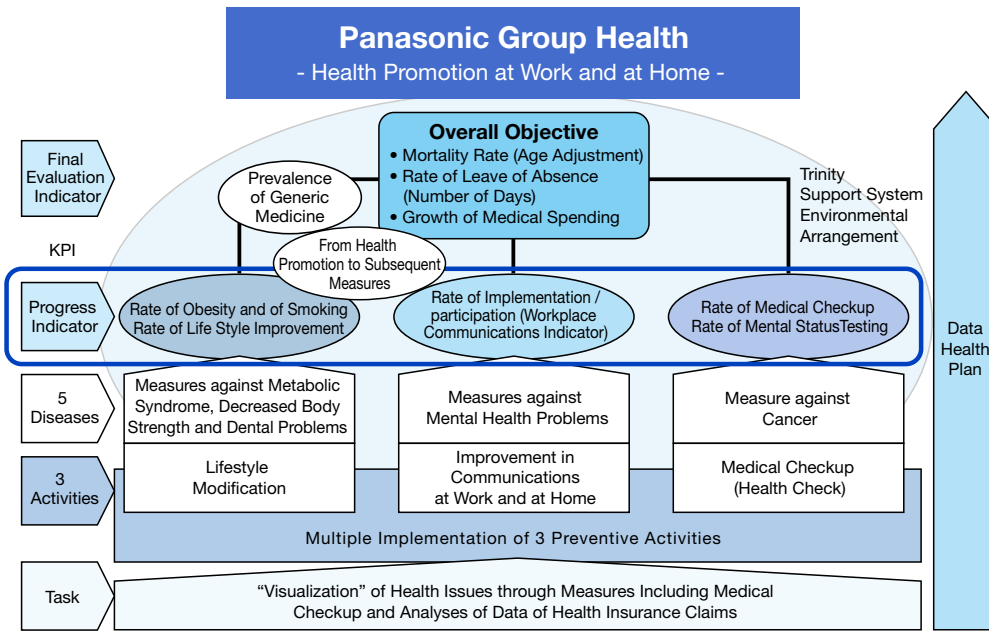 Panasonic Group Health
- Health Promotion at Work and at Home -
Final
Evaluation
Indicator
Overall Objective
• Mortality Rate (Age Adjustment)
• Rate of Leave of Absence
(Number of Days)
• Growth of Medical Spending
Prevalence
of Generic
Medicine
Trinity
Support System
Environmental
Arrangement
KPI
From Health
Promotion to Subsequent
Measures
Progress
Indicator
Rate of Obesity and of Smoking
Rate of Life Style Improvement
Rate of Implementation /
participation (Workplace
Communications Indicator)
Rate of Medical Checkup
Rate of Mental StatusTesting
Data
Health
Plan
5
Diseases
Measures against Metabolic
Syndrome, Decreased Body
Strength and Dental Problems
Measures against
Mental Health Problems
Measure against
Cancer
3
Activities
Lifestyle
Modification
Improvement in
Communications
at Work and at Home
Medical Checkup
(Health Check)
Multiple Implementation of 3 Preventive Activities
Task
“Visualization” of Health Issues through Measures Including Medical
Checkup and Analyses of Data of Health Insurance Claims